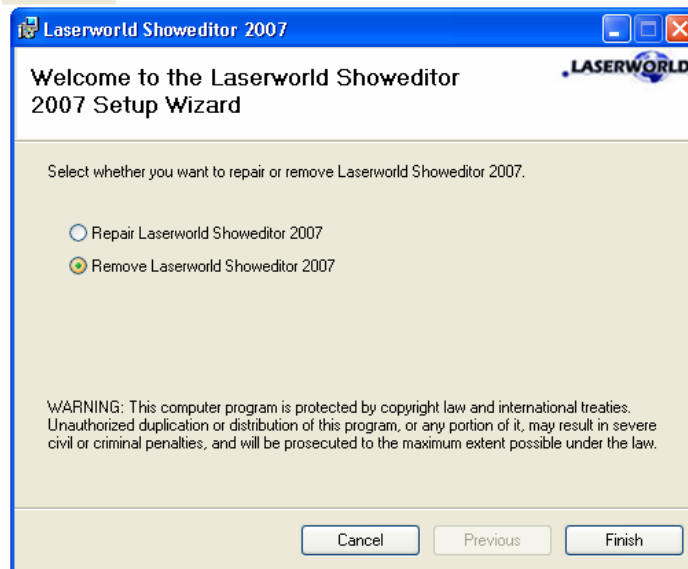 Laserworld Showeditor 2007
Welcome to the Laserworld Showeditor
2007 Setup Wizard
.LASERWORLD
Select whether you want to repair or remove Laserworld Showeditor 2007.
Repair Laserworld Showeditor 2007
Remove Laserworld Showeditor 2007
WARNING: This computer program is protected by copyright law and international treaties.
Unauthorized duplication or distribution of this program, or any portion of it, may result in severe
civil or criminal penalties, and will be prosecuted to the maximum extent possible under the law.
Cancel
Previous
Finish